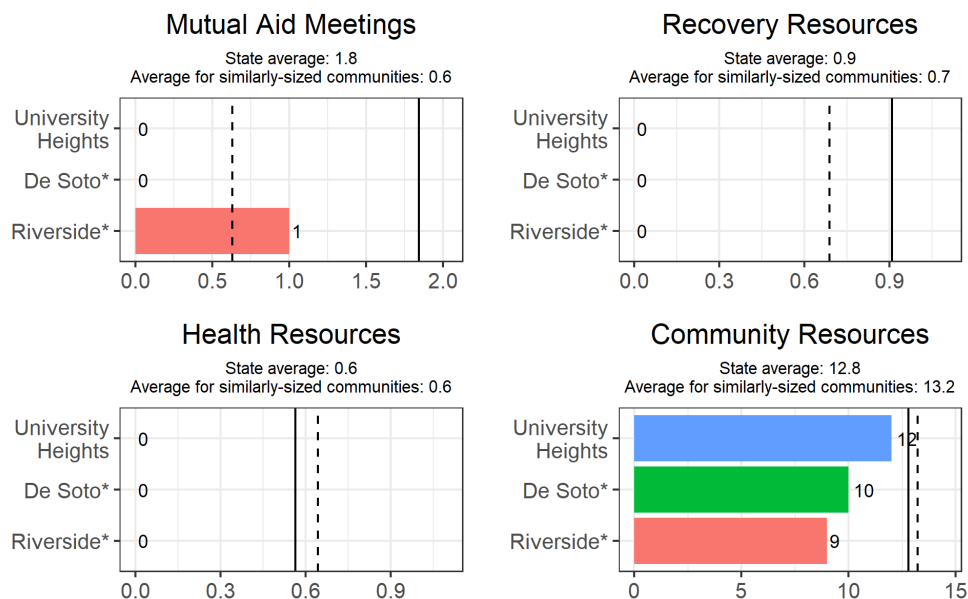 Mutual Aid Meetings
State average: 1.8
Average for similarly-sized communities: 0.6
University
Heights
0
De Soto*
0
Riverside*
1
0.0 0.5 1.0 1.5 2.0
Recovery Resources
State average: 0.9
Average for similarly-sized communities: 0.7
University
Heights
0
De Soto*
0
Riverside*
0
0.0 0.3 0.6 0.9
Health Resources
State average: 0.6
Average for similarly-sized communities: 0.6
University
Heights
0
De Soto*
0
Riverside*
0
0.0 0.3 0.6 0.9
Community Resources
State average: 12.8
Average for similarly-sized communities: 13.2
University
Heights
12
De Soto*
10
Riverside*
9
0 5 10 15